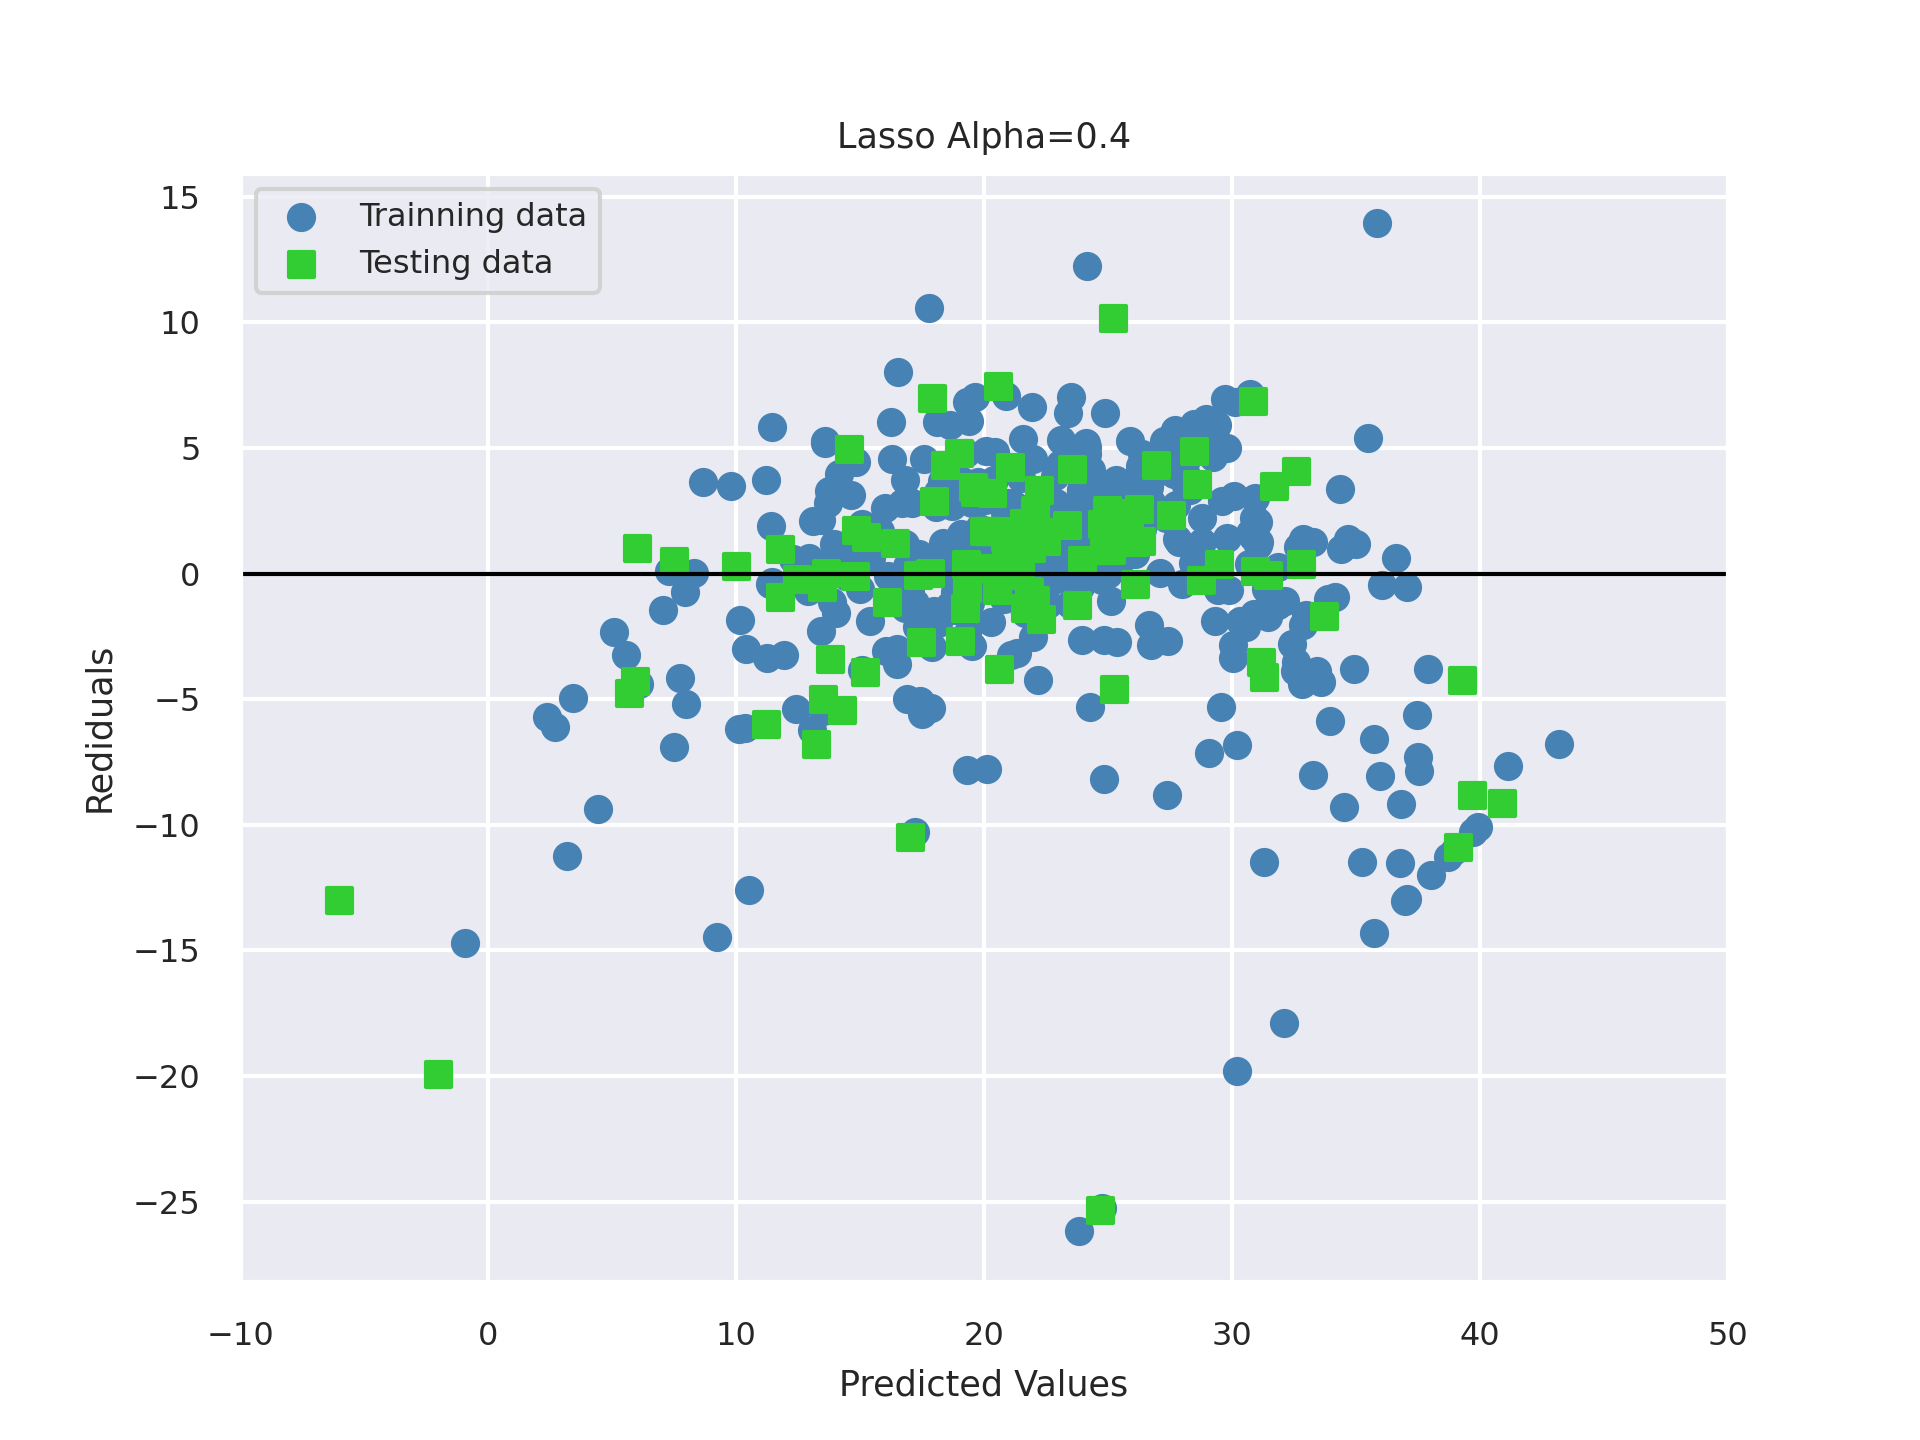 Lasso Alpha=0.4
Trainning data
Testing data
15
10
5
0
−5
−10
−15
−20
−25
Rediduals
−10 0 10 20 30 40 50
Predicted Values